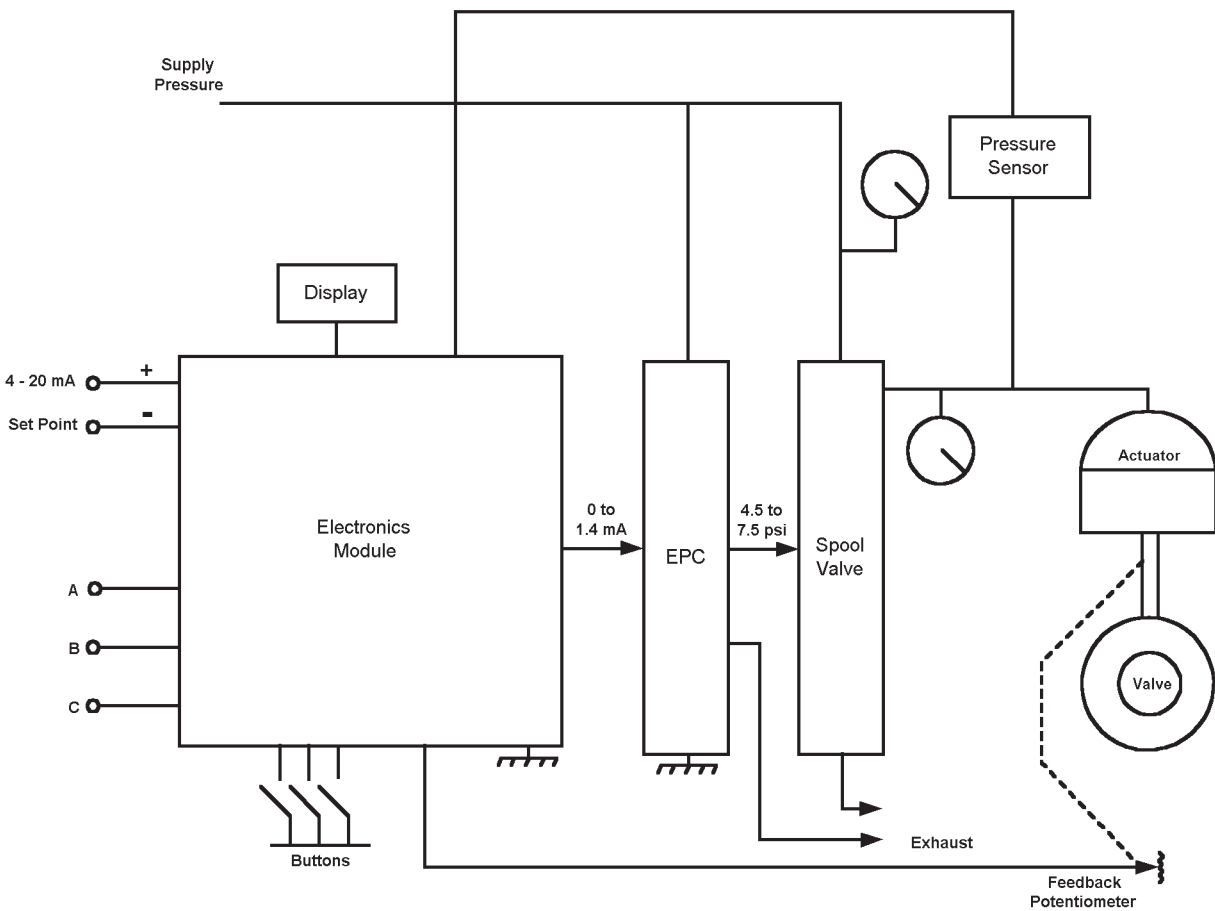 Supply
Pressure
Pressure
Sensor
Display
4 - 20 mA
+
Set Point
-
Electronics
Module
0 to
1.4 mA
EPC
4.5 to
7.5 psi
Spool
Valve
Actuator
A
B
C
Valve
Buttons
Exhaust
Feedback
Potentiometer